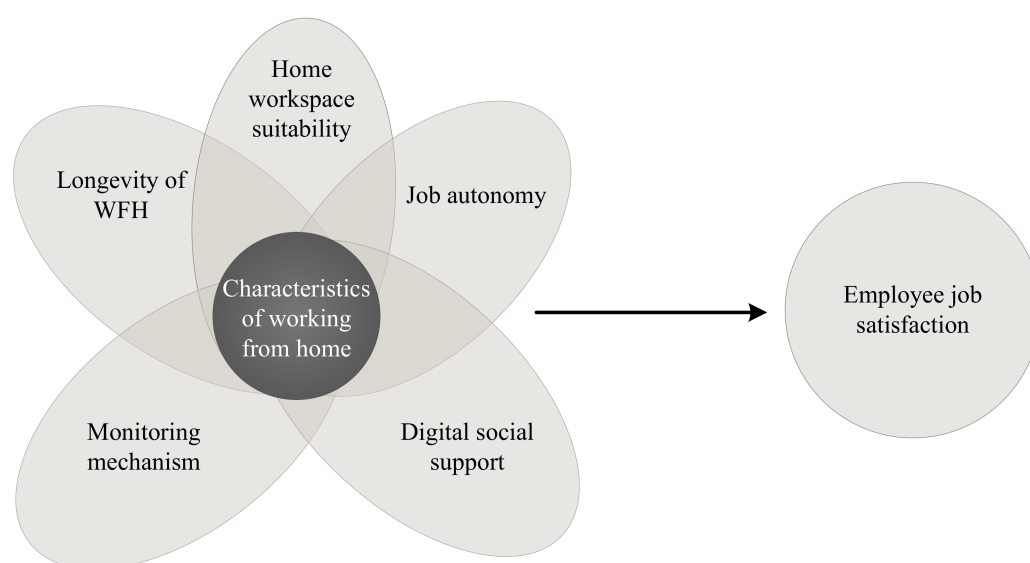 Home
workspace
suitability
Longevity of
WFH
Job autonomy
Characteristics
of working
from home
Employee job
satisfaction
Monitoring
mechanism
Digital social
support